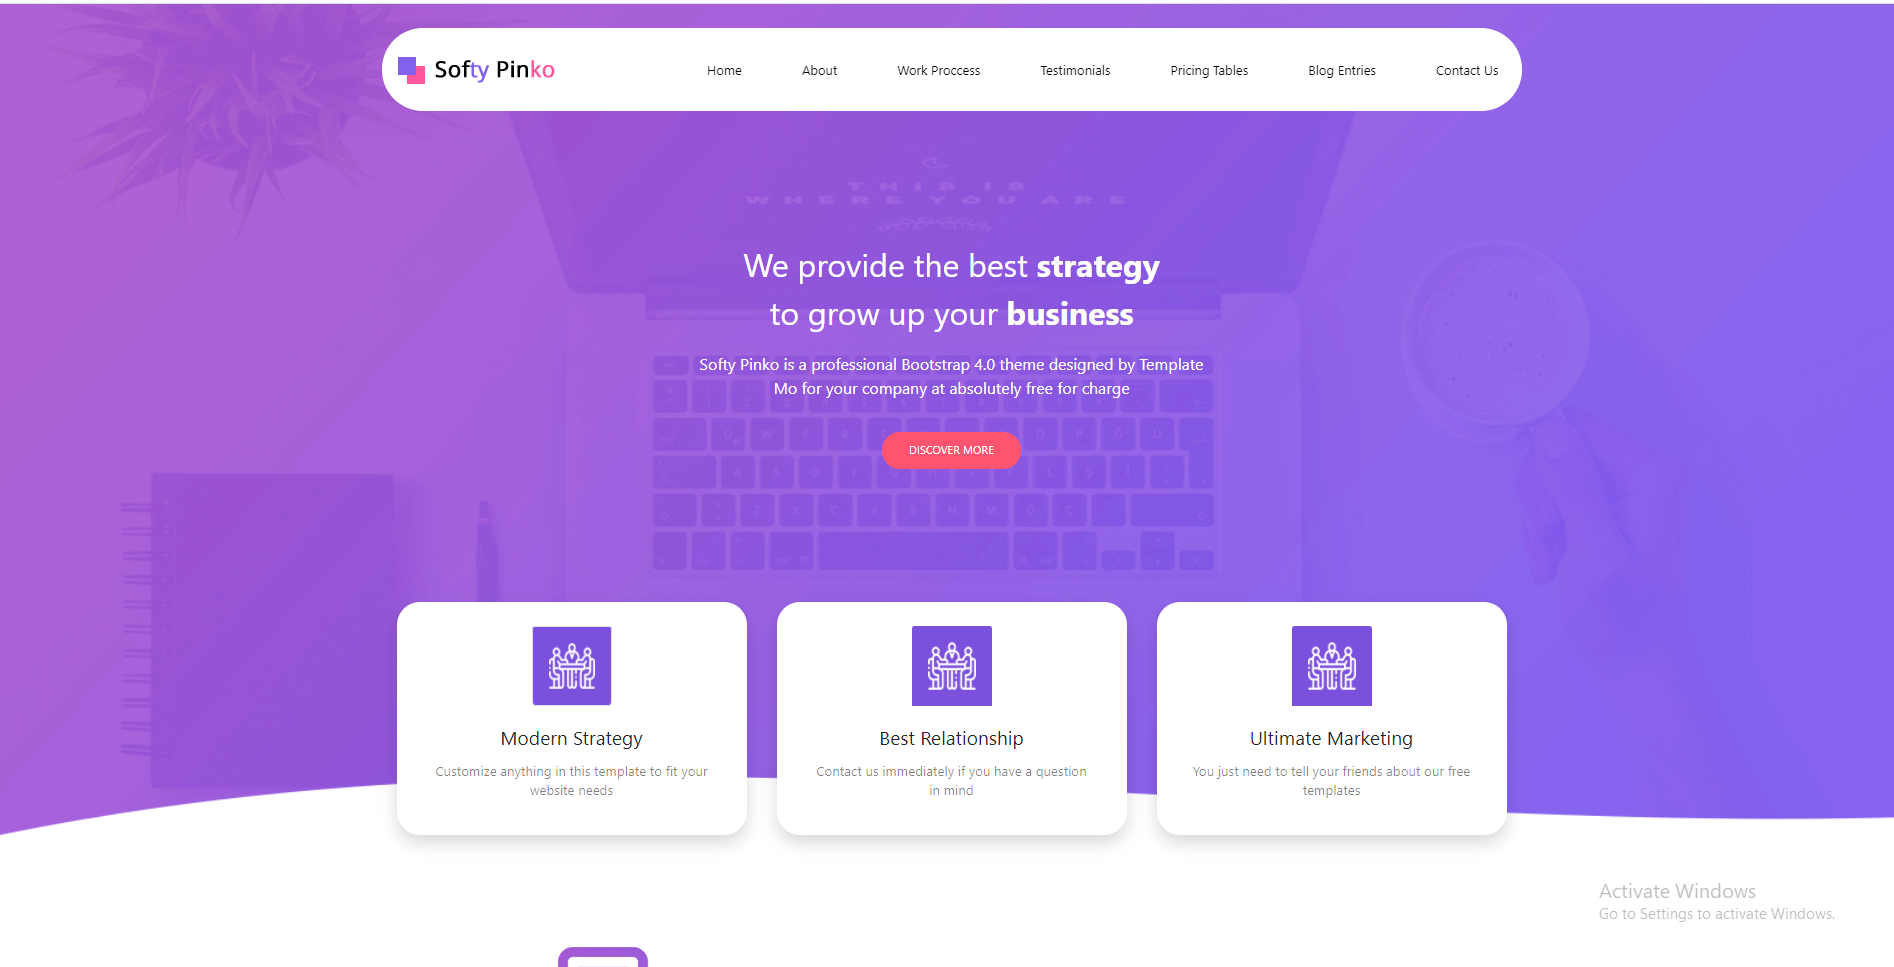 Softy Pinko
Home
About
Work Proccess
Testimonials
Pricing Tables
Blog Entries
Contact Us
THIS IS
WHERE YOU ARE
We provide the best strategy
to grow up your business
Softy Pinko is a professional Bootstrap 4.0 theme designed by Template
Mo for your company at absolutely free for charge
DISCOVER MORE
Modern Strategy
Customize anything in this template to fit your
website needs
Best Relationship
Contact us immediately if you have a question
in mind
Ultimate Marketing
You just need to tell your friends about our free
templates
Activate Windows
Go to Settings to activate Windows.